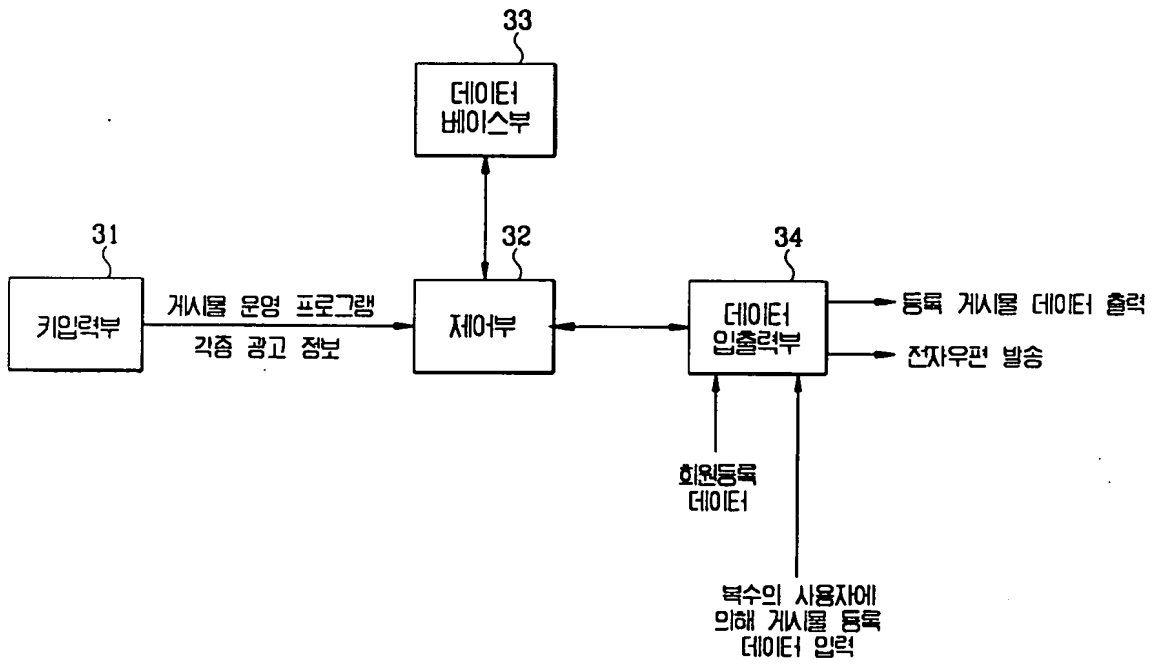 33
데이터
베이스부
31
32
34
키입력부
게시물 운영 프로그램
각종 광고 정보
제어부
데이터
입출력부
등록 게시물 데이터 출력
전자우편 발송
회원등록
데이터
복수의 사용자에
의해 게시물 등록
데이터 입력